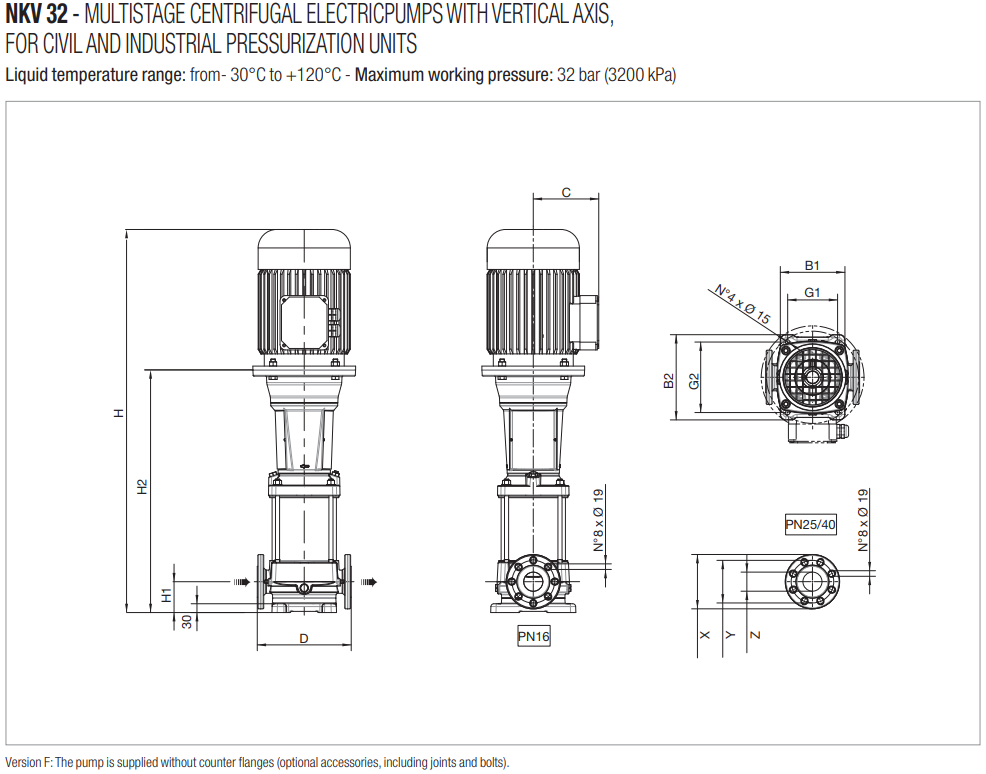 NKV 32 - MULTISTAGE CENTRIFUGAL ELECTRICPUMPS WITH VERTICAL AXIS,
FOR CIVIL AND INDUSTRIAL PRESSURIZATION UNITS
Liquid temperature range: from- 30°C to +120°C - Maximum working pressure: 32 bar (3200 kPa)
C
B1
G1
N°4 x Ø 15
B2
G2
H
H2
H1
30
D
N°8 x Ø 19
PN16
PN25/40
N°8 x Ø 19
X
Y
Z
Version F: The pump is supplied without counter flanges (optional accessories, including joints and bolts).